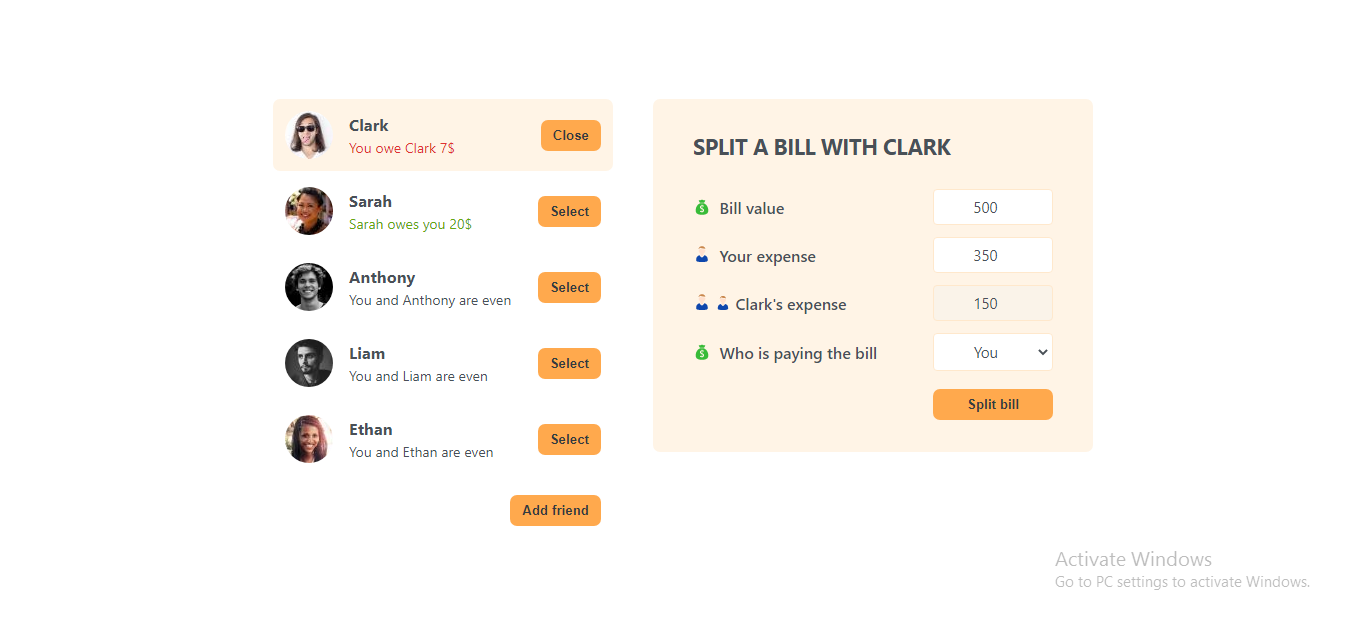 Clark
You owe Clark 7$
Close
Sarah
Sarah owes you 20$
Select
Anthony
You and Anthony are even
Select
Liam
You and Liam are even
Select
Ethan
You and Ethan are even
Select
Add friend
SPLIT A BILL WITH CLARK
Bill value 500
Your expense 350
Clark's expense 150
Who is paying the bill You
Split bill
Activate Windows
Go to PC settings to activate Windows.